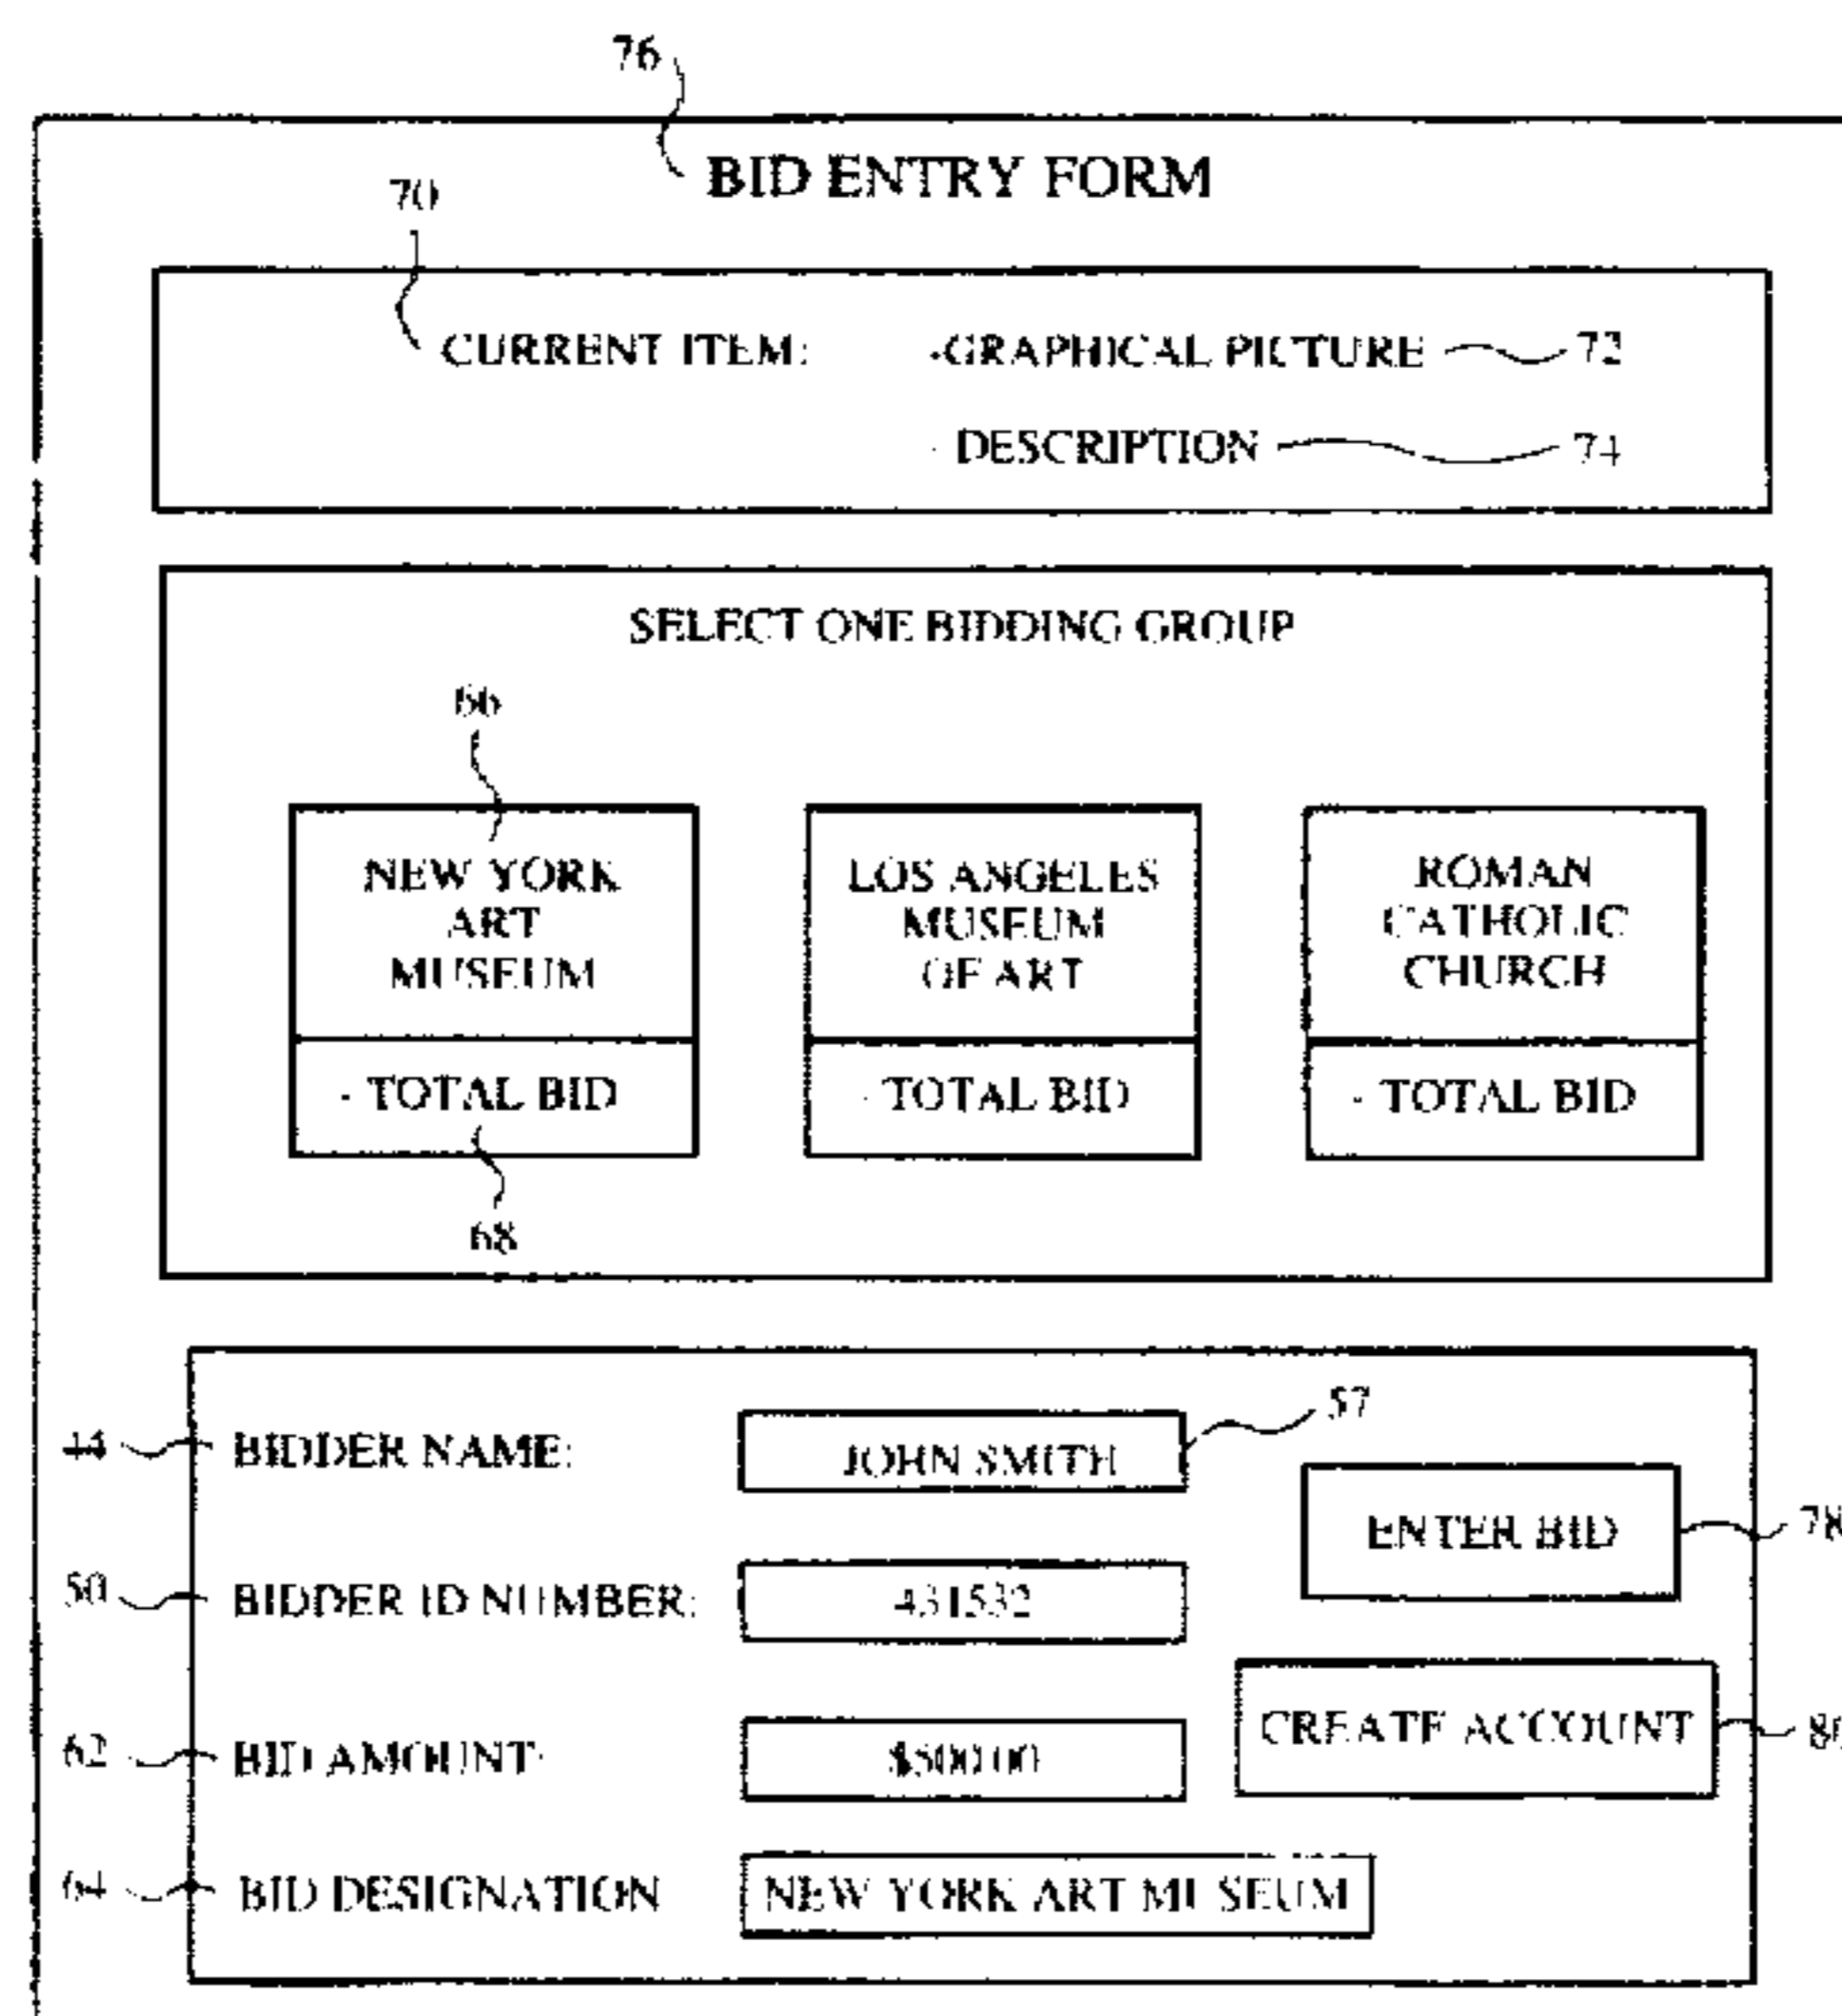 76
BID ENTRY FORM
70
CURRENT ITEM: -GRAPHICAL PICTURE 72
- DESCRIPTION 74
SELECT ONE BIDDING GROUP
66
NEW YORK
ART
MUSEUM
- TOTAL BID
LOS ANGELES
MUSEUM
OF ART
- TOTAL BID
ROMAN
CATHOLIC
CHURCH
- TOTAL BID
68
44 BIDDER NAME: JOHN SMITH 57
ENTER BID 78
50 BIDDER ID NUMBER: 431532
CREATE ACCOUNT
62 BID AMOUNT: $500.00
64 BID DESIGNATION NEW YORK ART MUSEUM